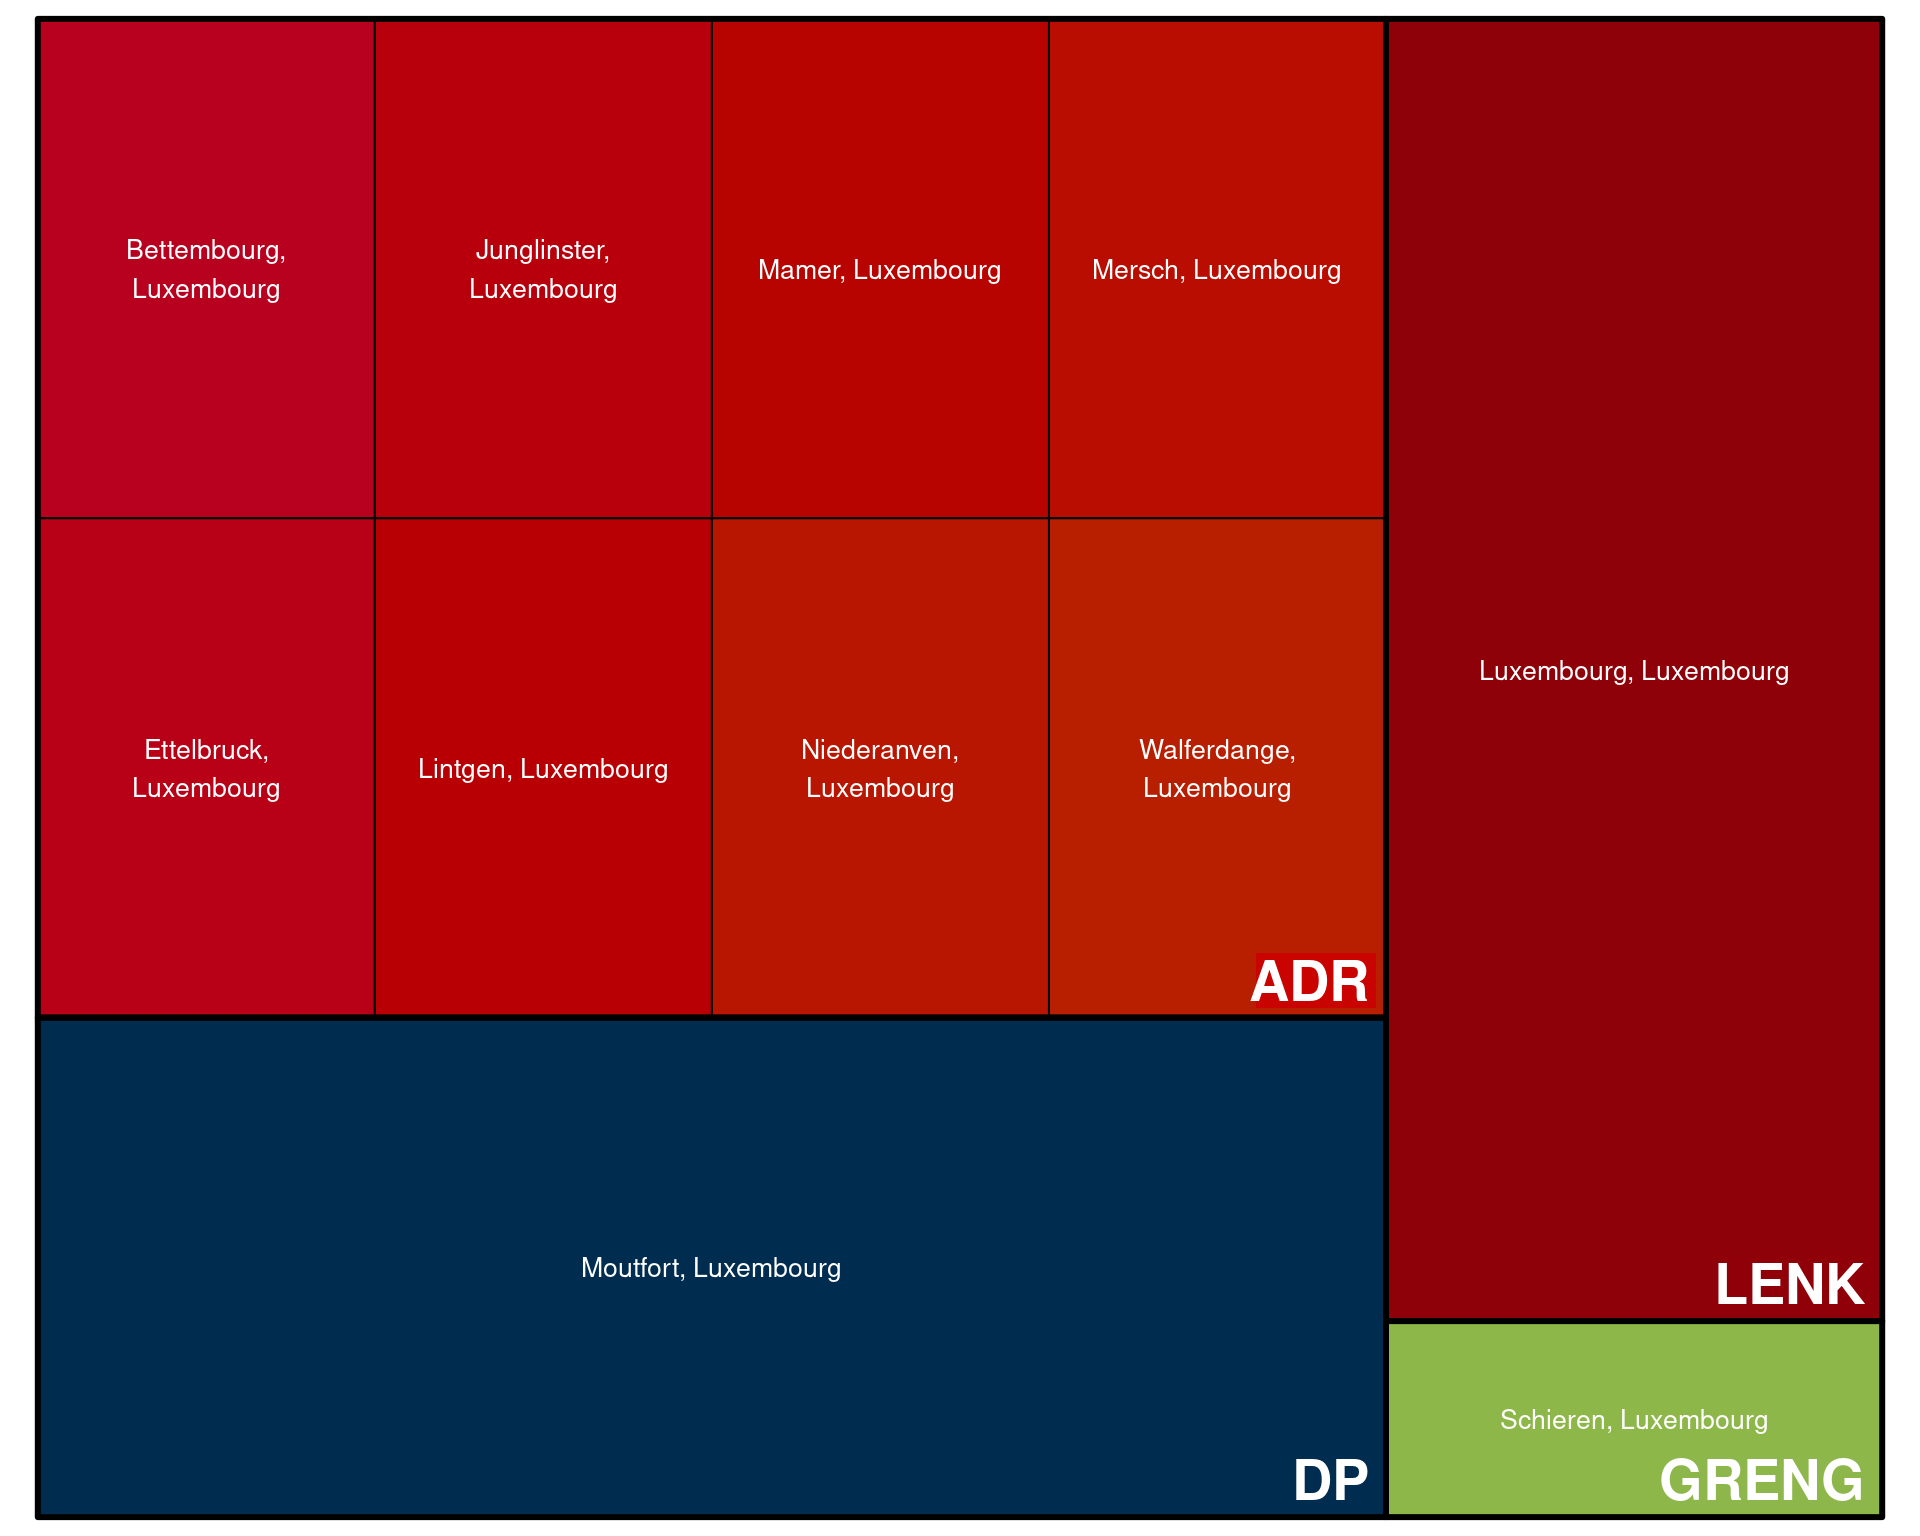 Bettembourg,
Luxembourg
Junglinster,
Luxembourg
Mamer, Luxembourg
Mersch, Luxembourg
Ettelbruck,
Luxembourg
Lintgen, Luxembourg
Niederanven,
Luxembourg
Walferdange,
Luxembourg
ADR
Luxembourg, Luxembourg
LENK
Moutfort, Luxembourg
DP
Schieren, Luxembourg
GRENG